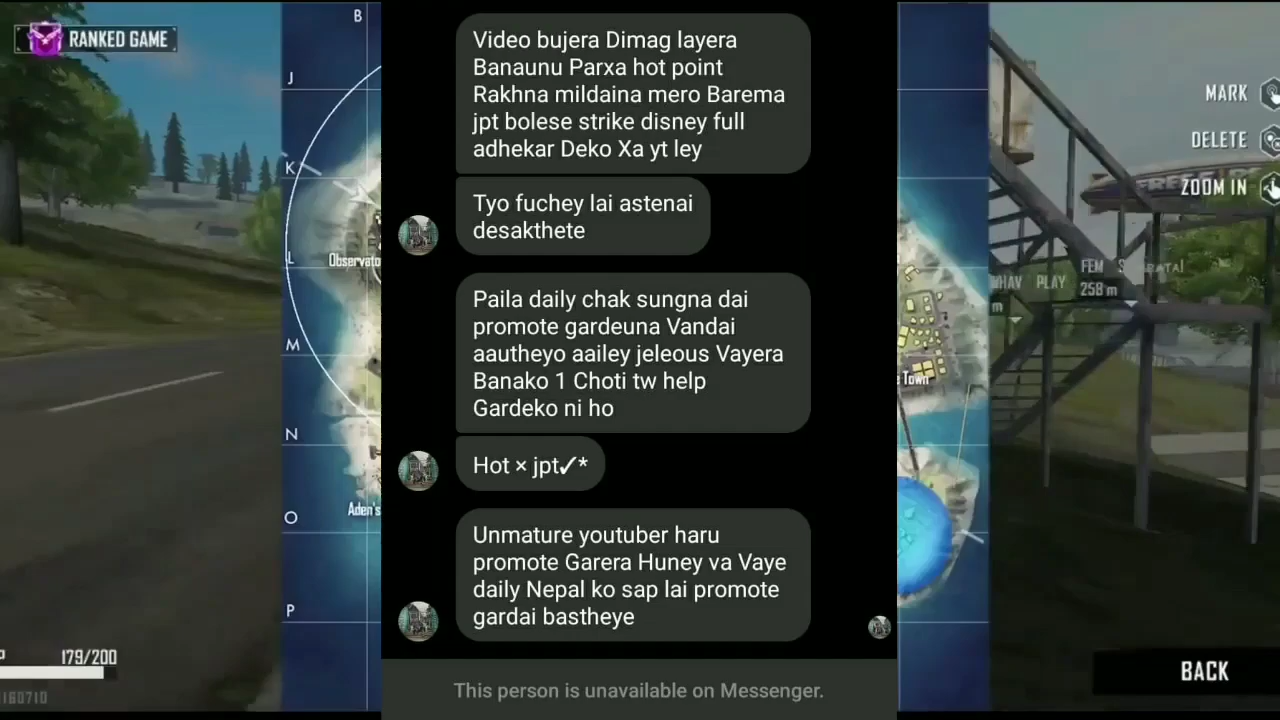 B
RANKED GAME
J
K
L
Observato
M
N
O
Aden's
P
179/200
160710
Video bujera Dimag layera
Banaunu Parxa hot point
Rakhna mildaina mero Barema
jpt bolese strike disney full
adhekar Deko Xa yt ley
Tyo fuchey lai astenai
desakthete
Paila daily chak sungna dai
promote gardeuna Vandai
aautheyo aailey jeleous Vayera
Banako 1 Choti tw help
Gardeko ni ho
Hot × jpt✓*
Unmature youtuber haru
promote Garera Huney va Vaye
daily Nepal ko sap lai promote
gardai bastheye
This person is unavailable on Messenger.
MARK
DELETE
ZOOM IN
PLAY
258 m
m
Town
BACK